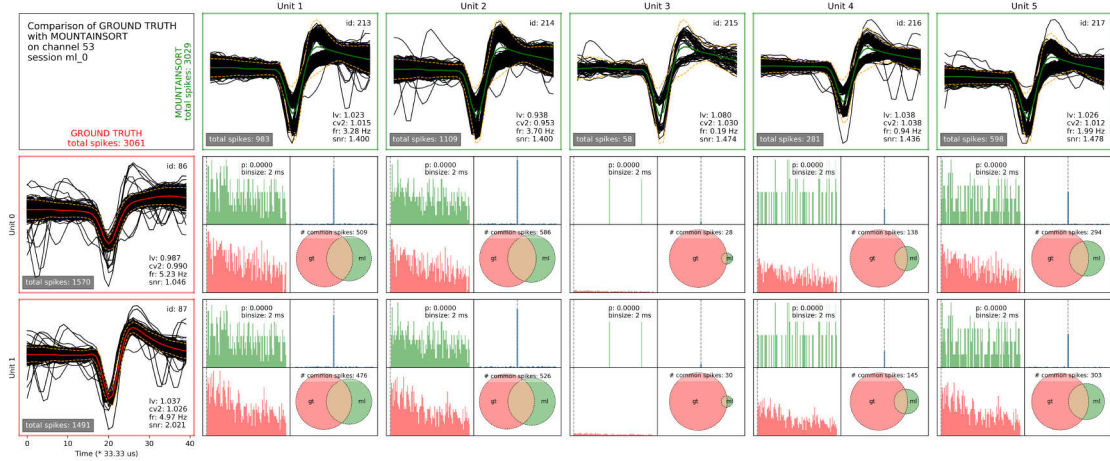 Unit 1
Unit 2
Unit 3
Unit 4
Unit 5
Comparison of GROUND TRUTH
with MOUNTAINSORT
on channel 53
session ml_0
MOUNTAINSORT
total spikes: 3029
GROUND TRUTH
total spikes: 3061
id: 213
lv: 1.023
cv2: 1.015
fr: 3.28 Hz
snr: 1.400
total spikes: 983
id: 214
lv: 0.938
cv2: 0.953
fr: 3.70 Hz
snr: 1.400
total spikes: 1109
id: 215
lv: 1.080
cv2: 1.030
fr: 0.19 Hz
snr: 1.474
total spikes: 58
id: 216
lv: 1.038
cv2: 1.038
fr: 0.94 Hz
snr: 1.436
total spikes: 281
id: 217
lv: 1.026
cv2: 1.012
fr: 1.99 Hz
snr: 1.478
total spikes: 598
Unit 0
id: 86
lv: 0.987
cv2: 0.990
fr: 5.23 Hz
snr: 1.046
total spikes: 1570
p: 0.0000
binsize: 2 ms
# common spikes: 509
gt
ml
p: 0.0000
binsize: 2 ms
# common spikes: 586
gt
ml
p: 0.0000
binsize: 2 ms
# common spikes: 28
gt
ml
p: 0.0000
binsize: 2 ms
# common spikes: 138
gt
ml
p: 0.0000
binsize: 2 ms
# common spikes: 294
gt
ml
Unit 1
id: 87
lv: 1.037
cv2: 1.026
fr: 4.97 Hz
snr: 2.021
total spikes: 1491
p: 0.0000
binsize: 2 ms
# common spikes: 476
gt
ml
p: 0.0000
binsize: 2 ms
# common spikes: 526
gt
ml
p: 0.0000
binsize: 2 ms
# common spikes: 30
gt
ml
p: 0.0000
binsize: 2 ms
# common spikes: 145
gt
ml
p: 0.0000
binsize: 2 ms
# common spikes: 303
gt
ml
0 10 20 30 40
Time (* 33.33 us)